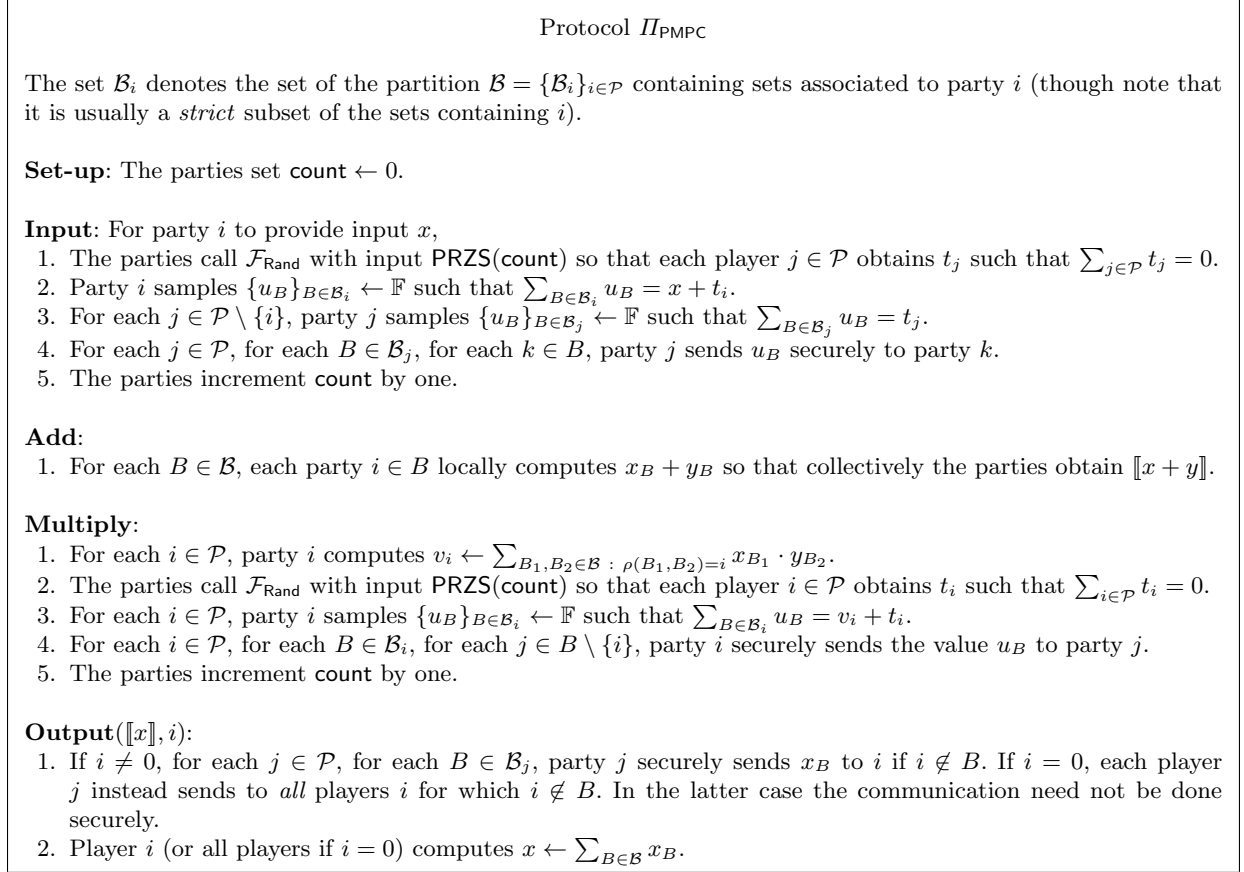 Protocol Π_PMPC
The set ℬ_i denotes the set of the partition ℬ = {ℬ_i}_{i∈𝒫} containing sets associated to party i (though note that
it is usually a strict subset of the sets containing i).
Set-up: The parties set count ← 0.
Input: For party i to provide input x,
1. The parties call ℱ_Rand with input PRZS(count) so that each player j ∈ 𝒫 obtains t_j such that ∑_{j∈𝒫} t_j = 0.
2. Party i samples {u_B}_{B∈ℬ_i} ← 𝔽 such that ∑_{B∈ℬ_i} u_B = x + t_i.
3. For each j ∈ 𝒫 \ {i}, party j samples {u_B}_{B∈ℬ_j} ← 𝔽 such that ∑_{B∈ℬ_j} u_B = t_j.
4. For each j ∈ 𝒫, for each B ∈ ℬ_j, for each k ∈ B, party j sends u_B securely to party k.
5. The parties increment count by one.
Add:
1. For each B ∈ ℬ, each party i ∈ B locally computes x_B + y_B so that collectively the parties obtain ⟦x + y⟧.
Multiply:
1. For each i ∈ 𝒫, party i computes v_i ← ∑_{B_1,B_2∈ℬ : ρ(B_1,B_2)=i} x_{B_1} · y_{B_2}.
2. The parties call ℱ_Rand with input PRZS(count) so that each player i ∈ 𝒫 obtains t_i such that ∑_{i∈𝒫} t_i = 0.
3. For each i ∈ 𝒫, party i samples {u_B}_{B∈ℬ_i} ← 𝔽 such that ∑_{B∈ℬ_i} u_B = v_i + t_i.
4. For each i ∈ 𝒫, for each B ∈ ℬ_i, for each j ∈ B \ {i}, party i securely sends the value u_B to party j.
5. The parties increment count by one.
Output(⟦x⟧, i):
1. If i ≠ 0, for each j ∈ 𝒫, for each B ∈ ℬ_j, party j securely sends x_B to i if i ∉ B. If i = 0, each player
j instead sends to all players i for which i ∉ B. In the latter case the communication need not be done
securely.
2. Player i (or all players if i = 0) computes x ← ∑_{B∈ℬ} x_B.